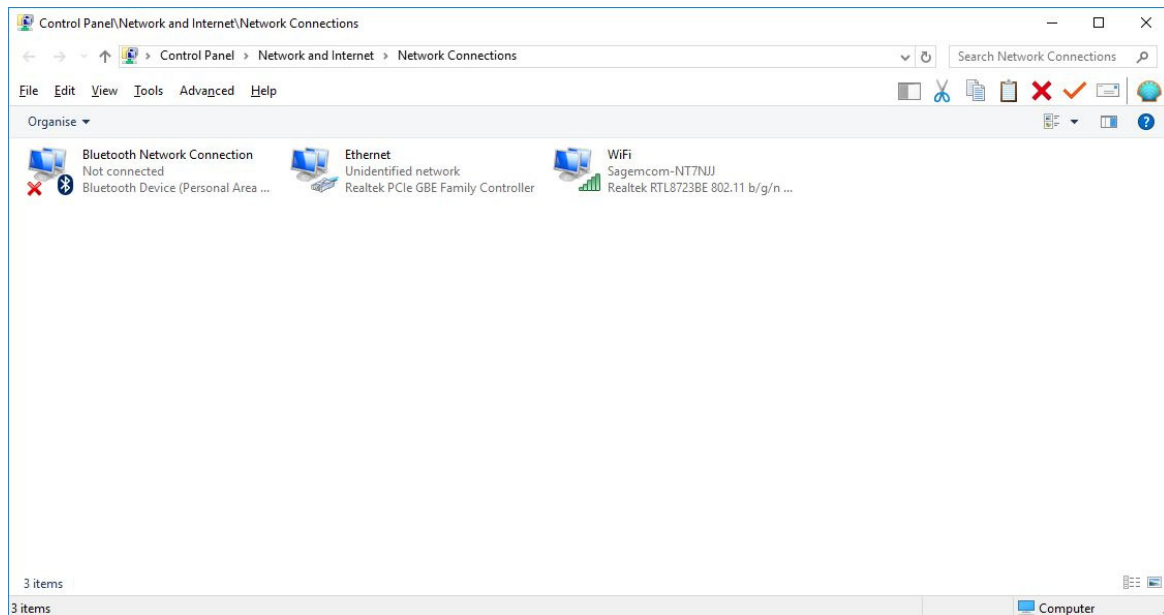 Control Panel\Network and Internet\Network Connections
Control Panel > Network and Internet > Network Connections
Search Network Connections
File Edit View Tools Advanced Help
Organise
Bluetooth Network Connection
Not connected
Bluetooth Device (Personal Area ...
Ethernet
Unidentified network
Realtek PCIe GBE Family Controller
WiFi
Sagemcom-NT7NJJ
Realtek RTL8723BE 802.11 b/g/n ...
3 items
3 items
Computer